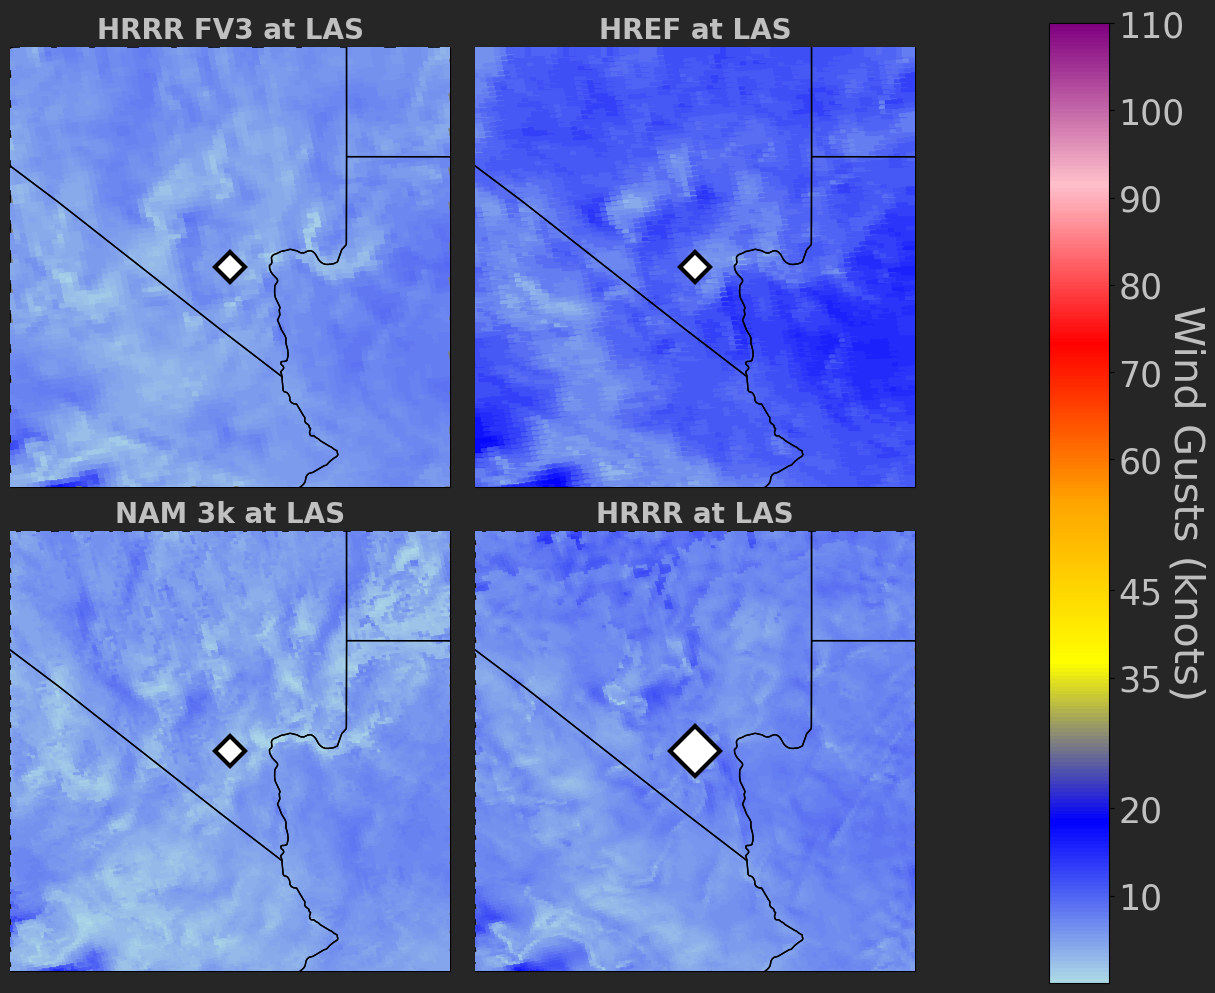 HRRR FV3 at LAS
HREF at LAS
NAM 3k at LAS
HRRR at LAS
110
100
90
80
70
60
45
35
20
10
Wind Gusts (knots)